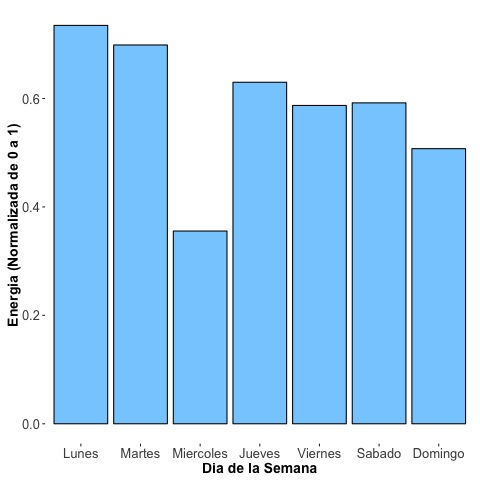 Energia (Normalizada de 0 a 1)
0.6
0.4
0.2
0.0
Lunes Martes Miercoles Jueves Viernes Sabado Domingo
Dia de la Semana